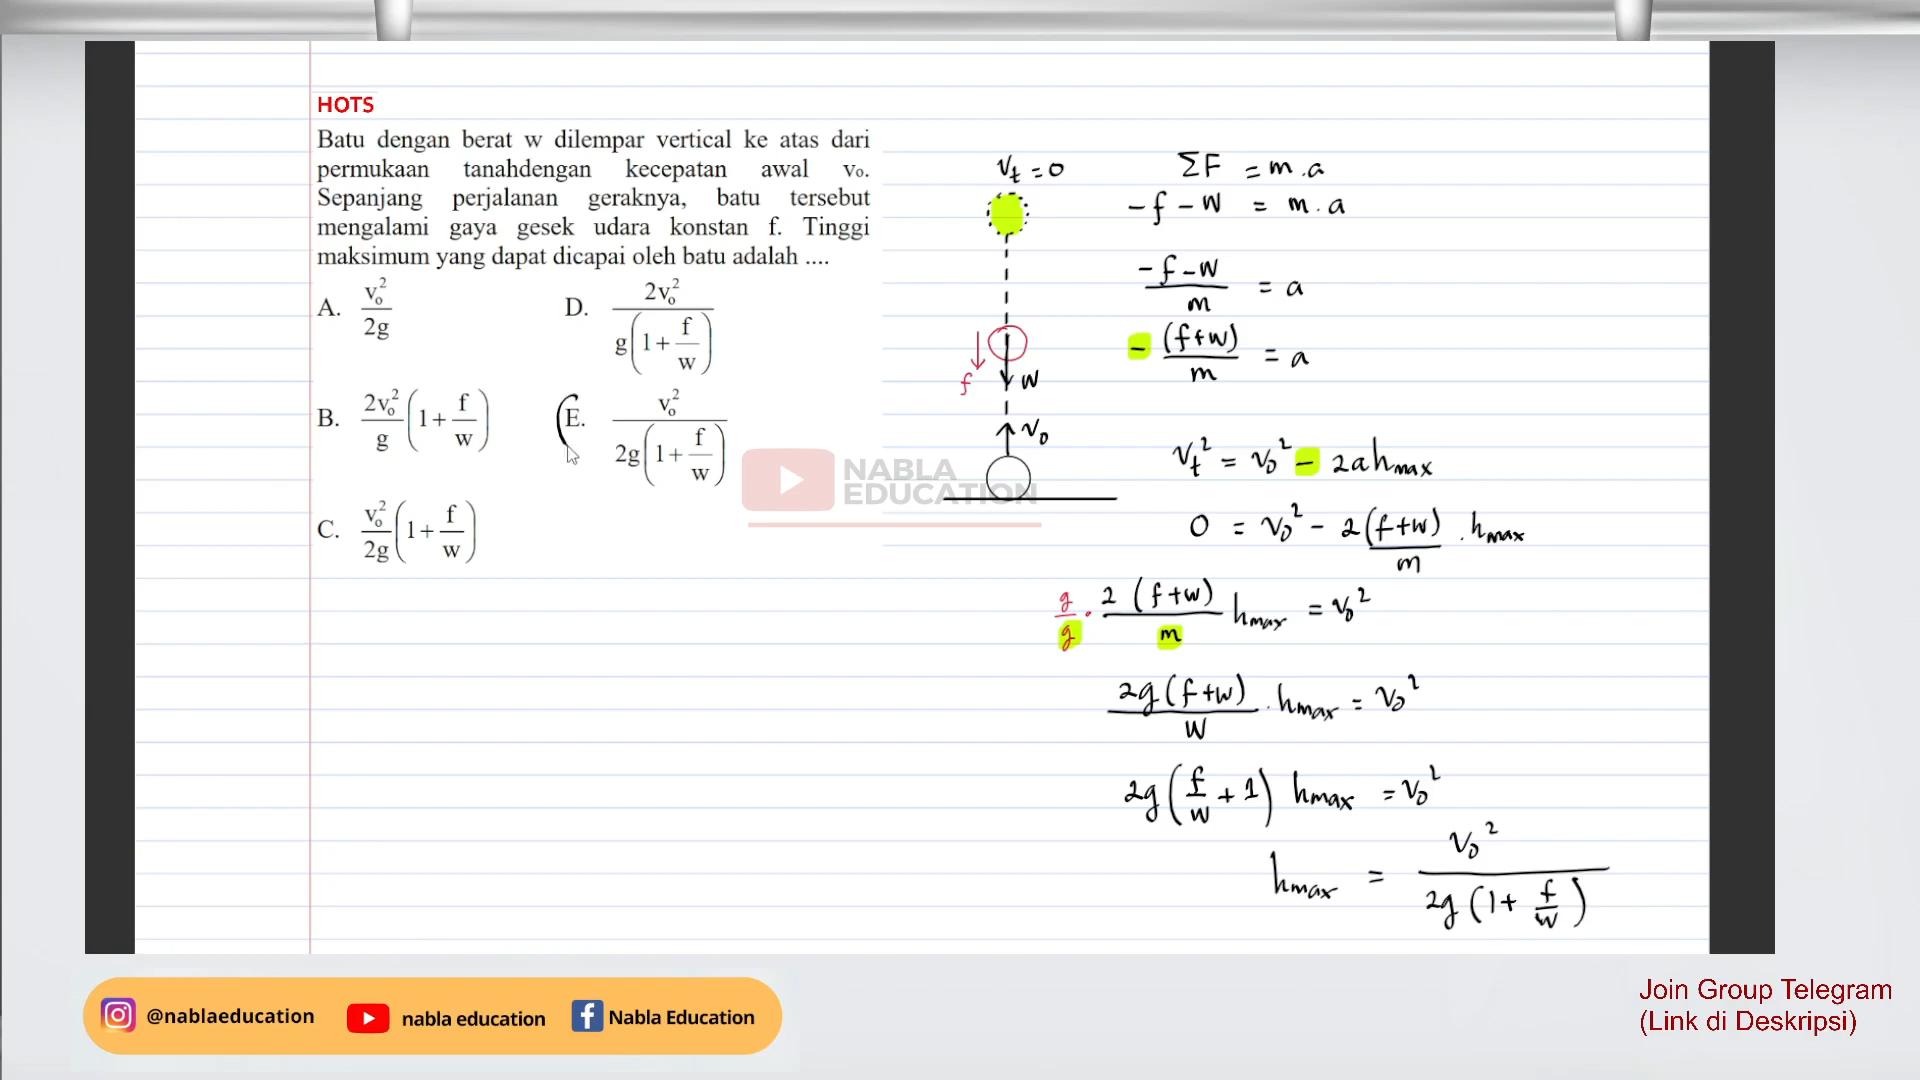 HOTS
Batu dengan berat w dilempar vertical ke atas dari
permukaan tanahdengan kecepatan awal v₀.
Sepanjang perjalanan geraknya, batu tersebut
mengalami gaya gesek udara konstan f. Tinggi
maksimum yang dapat dicapai oleh batu adalah ....
A. v₀²/2g
D. 2v₀²/g(1+f/w)
B. 2v₀²/g (1+f/w)
E. v₀²/2g(1+f/w)
C. v₀²/2g (1+f/w)
NABLA
EDUCATION
Vt = 0
f
W
V₀
ΣF = m.a
-f-W = m.a
(-f-W)/m = a
-(f+W)/m = a
Vt² = V₀² - 2ahmax
0 = V₀² - 2(f+W)/m . hmax
g/g . 2(f+W)/m hmax = V₀²
2g(f+W)/W . hmax = V₀²
2g(f/W + 1) hmax = V₀²
hmax = V₀²/2g(1+f/W)
@nablaeducation
nabla education
Nabla Education
Join Group Telegram
(Link di Deskripsi)